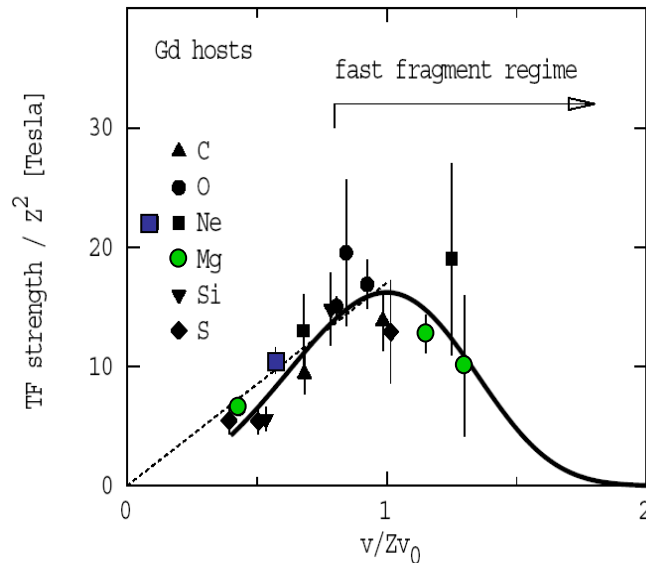 Gd hosts
fast fragment regime
C
O
Ne
Mg
Si
S
TF strength / Z² [Tesla]
30
20
10
0
0
1
2
v/Zv₀